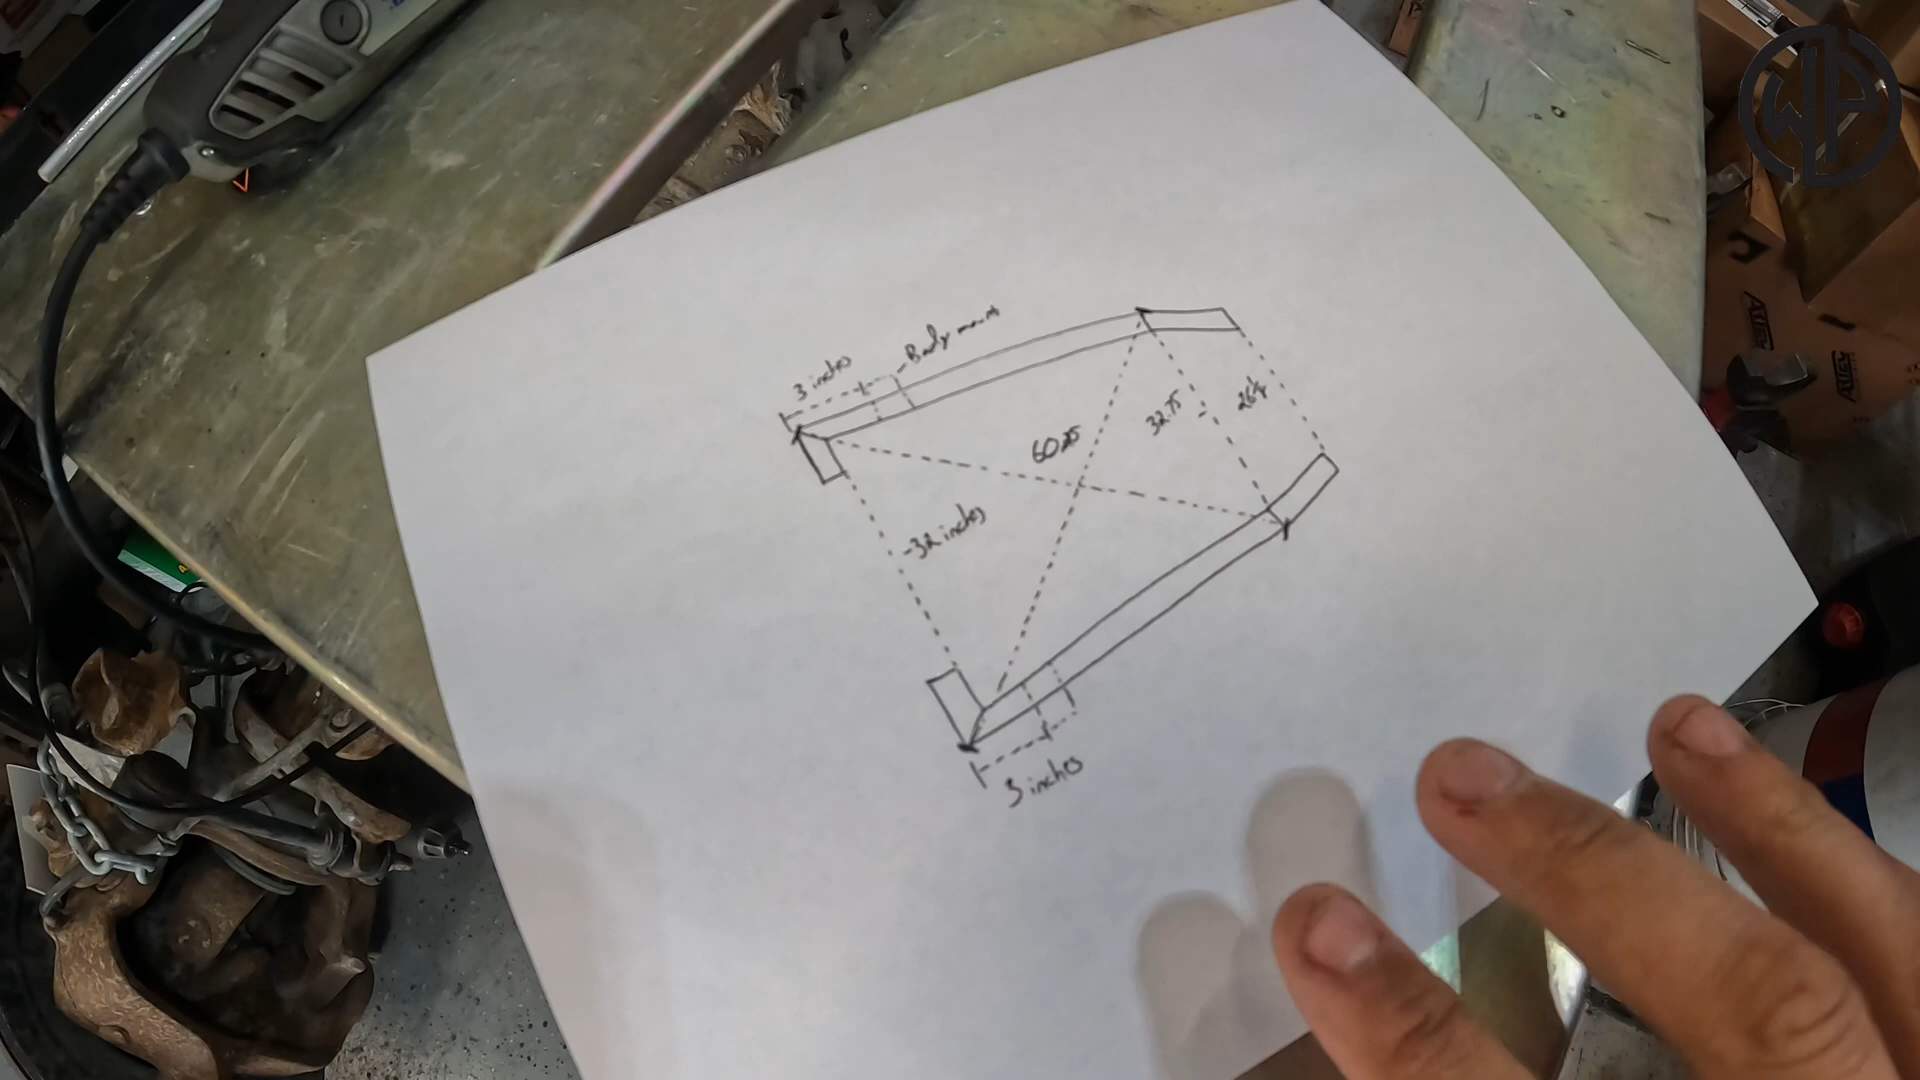 3 inches
Body mount
60.25
32.75
26¼
-32 inches
3 inches